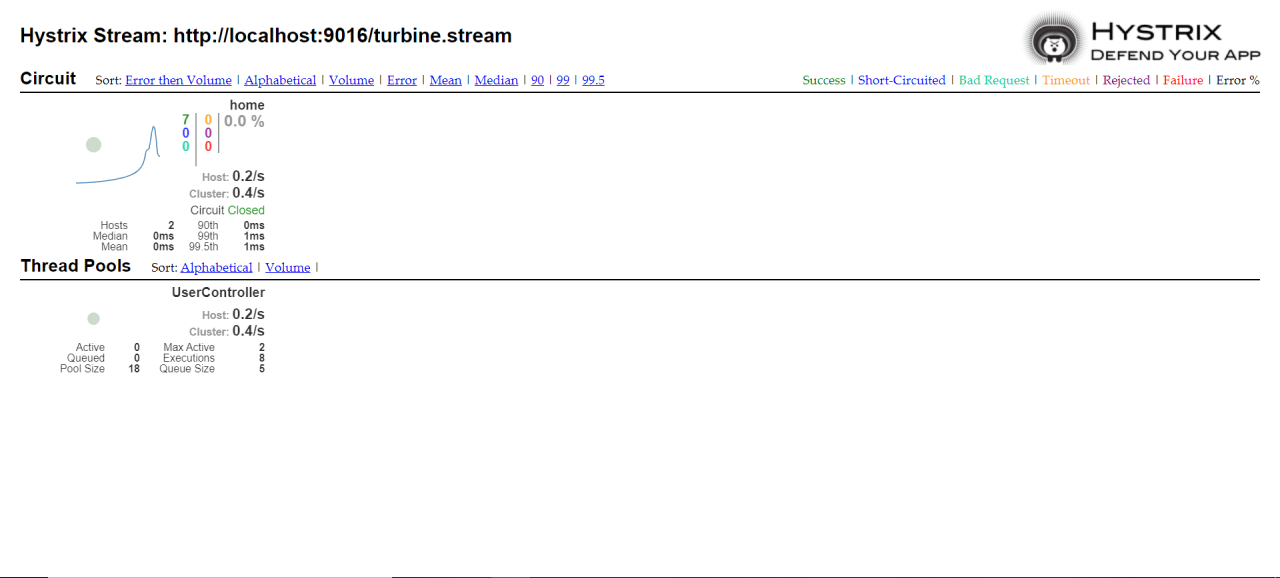 Hystrix Stream: http://localhost:9016/turbine.stream
HYSTRIX
DEFEND YOUR APP
Circuit Sort: Error then Volume | Alphabetical | Volume | Error | Mean | Median | 90 | 99 | 99.5
Success | Short-Circuited | Bad Request | Timeout | Rejected | Failure | Error %
home
7 0 0.0 %
0 0
0 0
Host: 0.2/s
Cluster: 0.4/s
Circuit Closed
Hosts 2 90th 0ms
Median 0ms 99th 1ms
Mean 0ms 99.5th 1ms
Thread Pools Sort: Alphabetical | Volume |
UserController
Host: 0.2/s
Cluster: 0.4/s
Active 0 Max Active 2
Queued 0 Executions 8
Pool Size 18 Queue Size 5